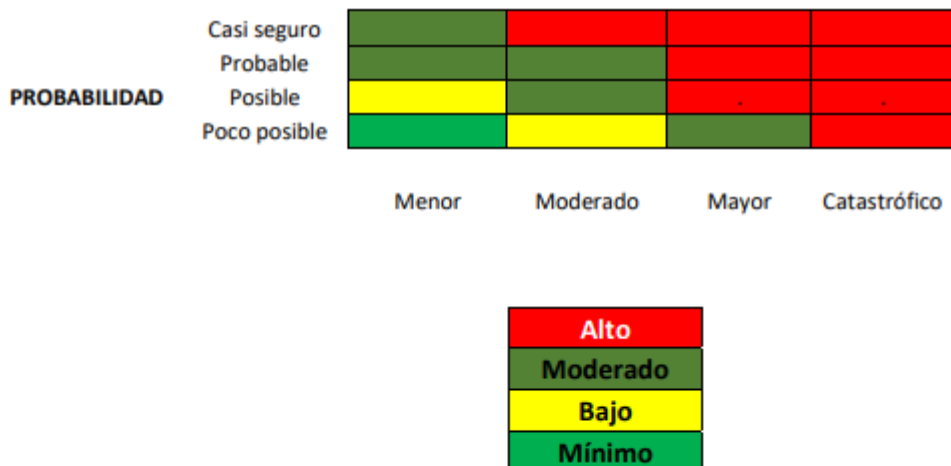 Casi seguro
Probable
PROBABILIDAD Posible
Poco posible
Menor Moderado Mayor Catastrófico
Alto
Moderado
Bajo
Mínimo